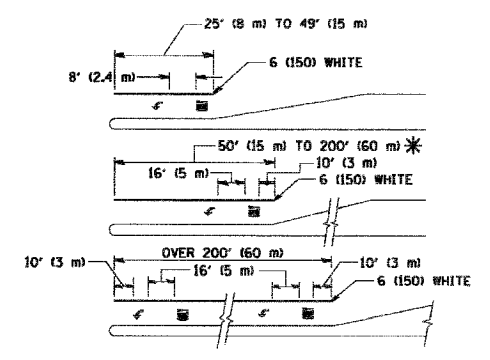 25' (8 m) TO 49' (15 m)
8' (2.4 m)
6 (150) WHITE
50' (15 m) TO 200' (60 m) *
16' (5 m)
10' (3 m)
6 (150) WHITE
OVER 200' (60 m)
10' (3 m)
16' (5 m)
10' (3 m)
6 (150) WHITE